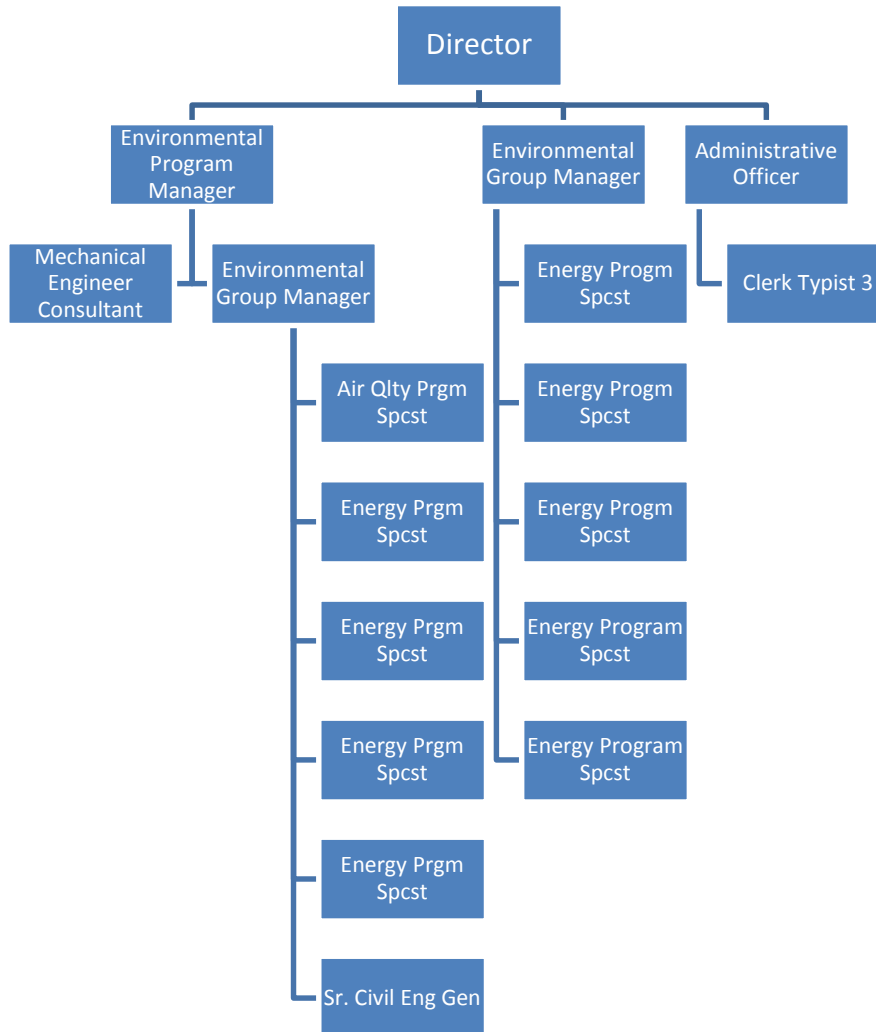 Director
Environmental
Program
Manager
Environmental
Group Manager
Administrative
Officer
Mechanical
Engineer
Consultant
Environmental
Group Manager
Energy Progm
Spcst
Clerk Typist 3
Air Qlty Prgm
Spcst
Energy Progm
Spcst
Energy Prgm
Spcst
Energy Progm
Spcst
Energy Prgm
Spcst
Energy Program
Spcst
Energy Prgm
Spcst
Energy Program
Spcst
Energy Prgm
Spcst
Sr. Civil Eng Gen